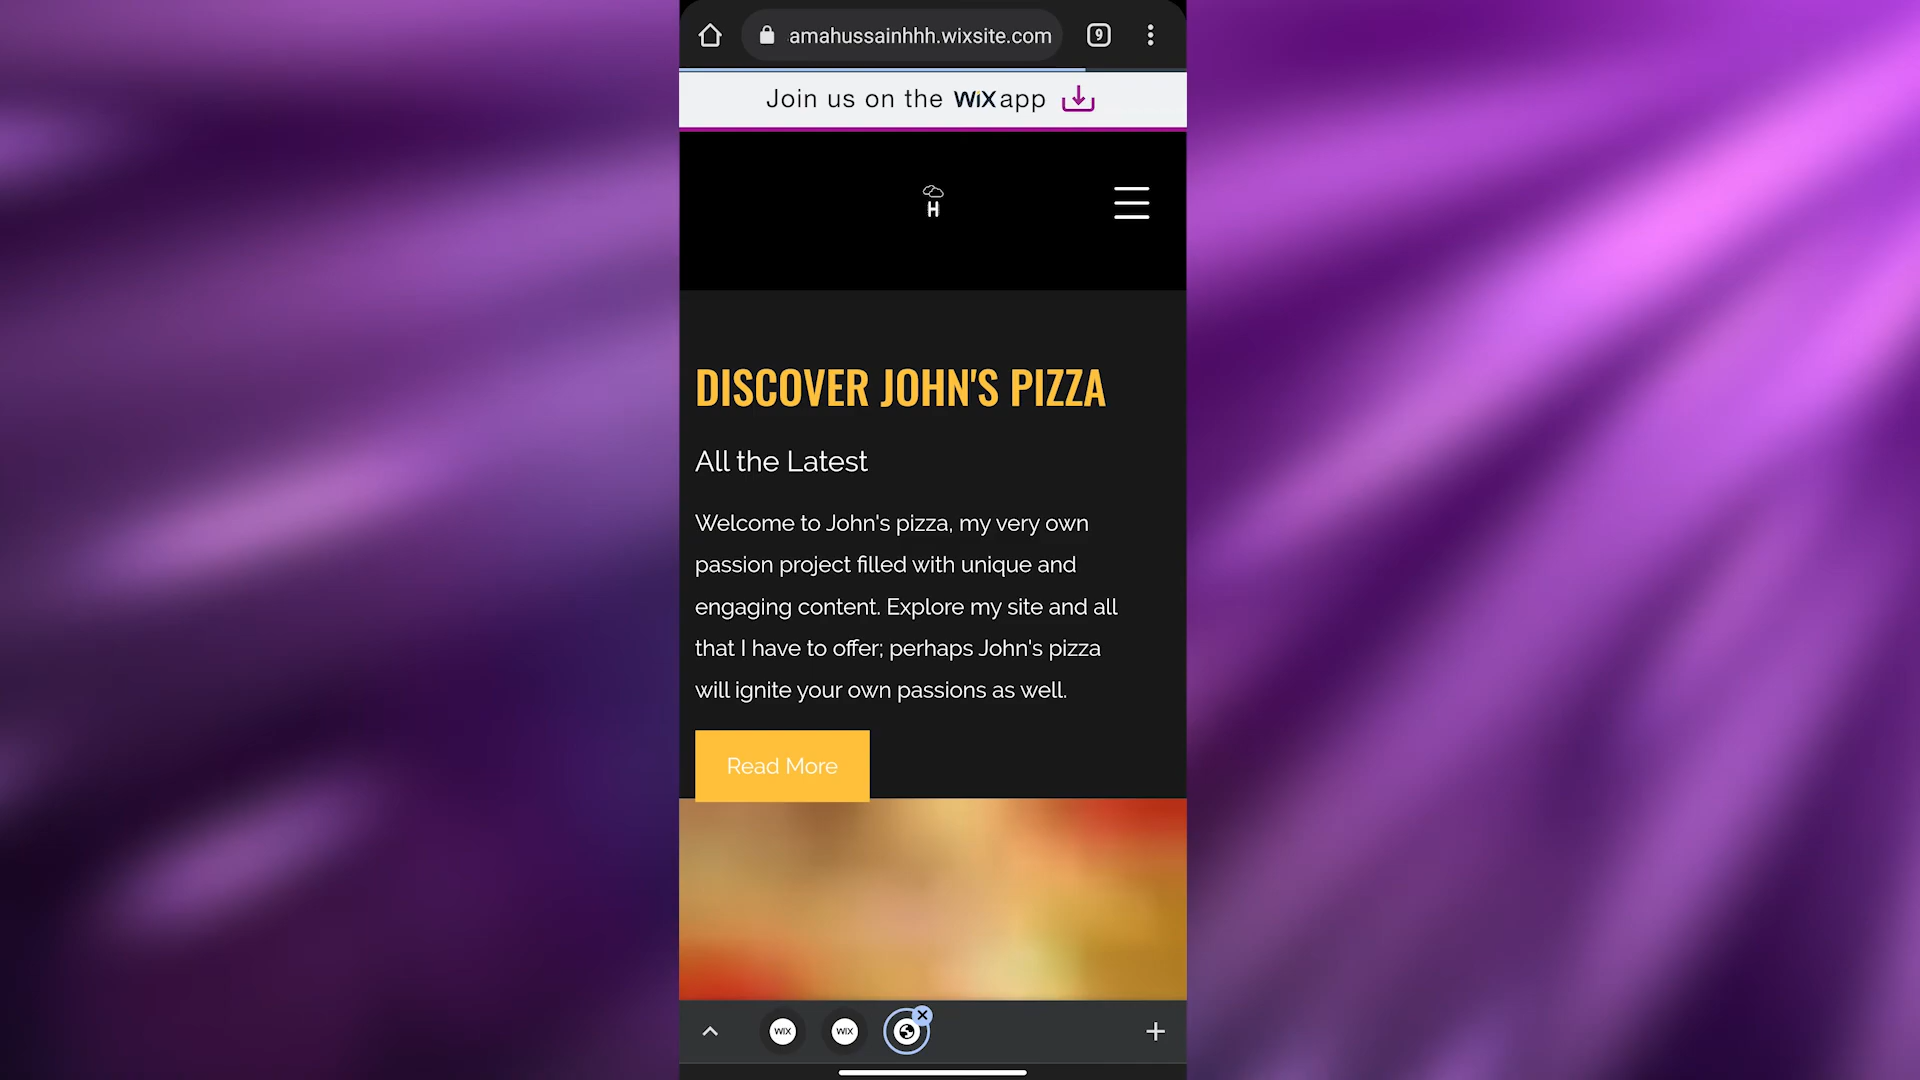 amahussainhhh.wixsite.com 9
Join us on the WiX app
H
DISCOVER JOHN'S PIZZA
All the Latest
Welcome to John's pizza, my very own
passion project filled with unique and
engaging content. Explore my site and all
that I have to offer; perhaps John's pizza
will ignite your own passions as well.
Read More
WIX WIX